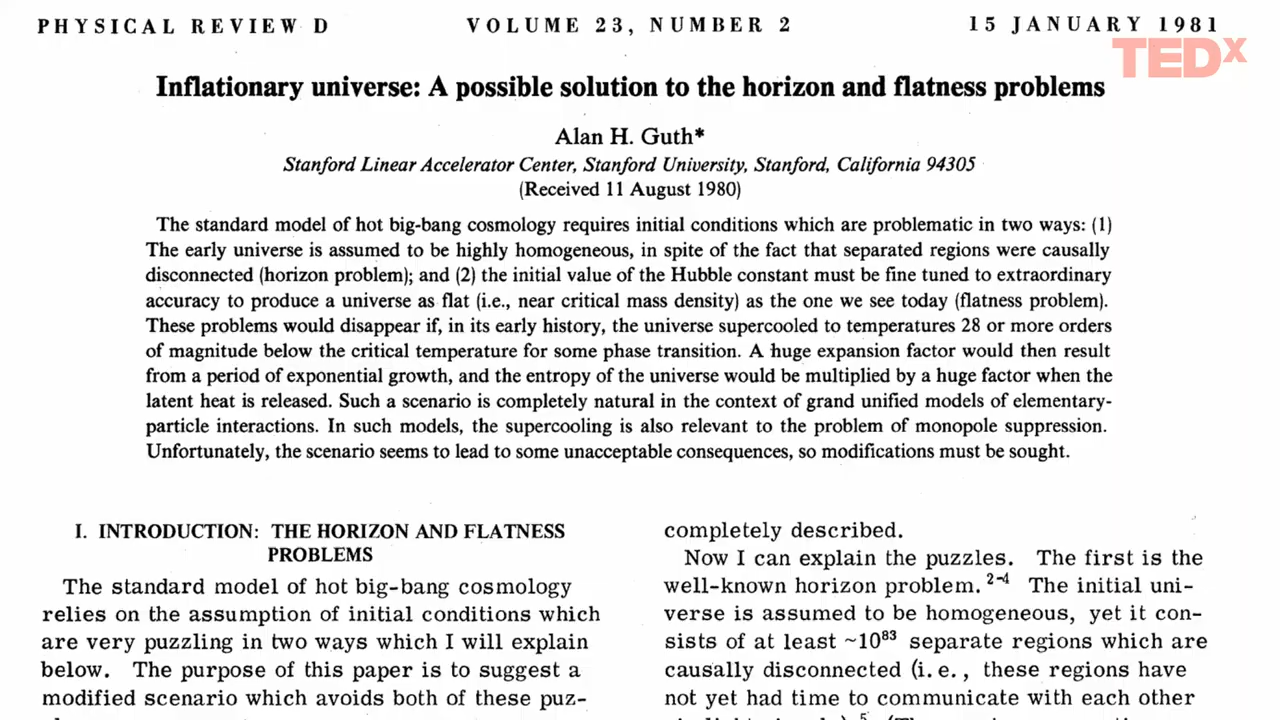 PHYSICAL REVIEW D VOLUME 23, NUMBER 2 15 JANUARY 1981
TEDx
Inflationary universe: A possible solution to the horizon and flatness problems
Alan H. Guth*
Stanford Linear Accelerator Center, Stanford University, Stanford, California 94305
(Received 11 August 1980)
The standard model of hot big-bang cosmology requires initial conditions which are problematic in two ways: (1)
The early universe is assumed to be highly homogeneous, in spite of the fact that separated regions were causally
disconnected (horizon problem); and (2) the initial value of the Hubble constant must be fine tuned to extraordinary
accuracy to produce a universe as flat (i.e., near critical mass density) as the one we see today (flatness problem).
These problems would disappear if, in its early history, the universe supercooled to temperatures 28 or more orders
of magnitude below the critical temperature for some phase transition. A huge expansion factor would then result
from a period of exponential growth, and the entropy of the universe would be multiplied by a huge factor when the
latent heat is released. Such a scenario is completely natural in the context of grand unified models of elementary-
particle interactions. In such models, the supercooling is also relevant to the problem of monopole suppression.
Unfortunately, the scenario seems to lead to some unacceptable consequences, so modifications must be sought.
I. INTRODUCTION: THE HORIZON AND FLATNESS
PROBLEMS
The standard model of hot big-bang cosmology
relies on the assumption of initial conditions which
are very puzzling in two ways which I will explain
below. The purpose of this paper is to suggest a
modified scenario which avoids both of these puz-
completely described.
Now I can explain the puzzles. The first is the
well-known horizon problem.²⁻⁴ The initial uni-
verse is assumed to be homogeneous, yet it con-
sists of at least ~10⁸³ separate regions which are
causally disconnected (i.e., these regions have
not yet had time to communicate with each other